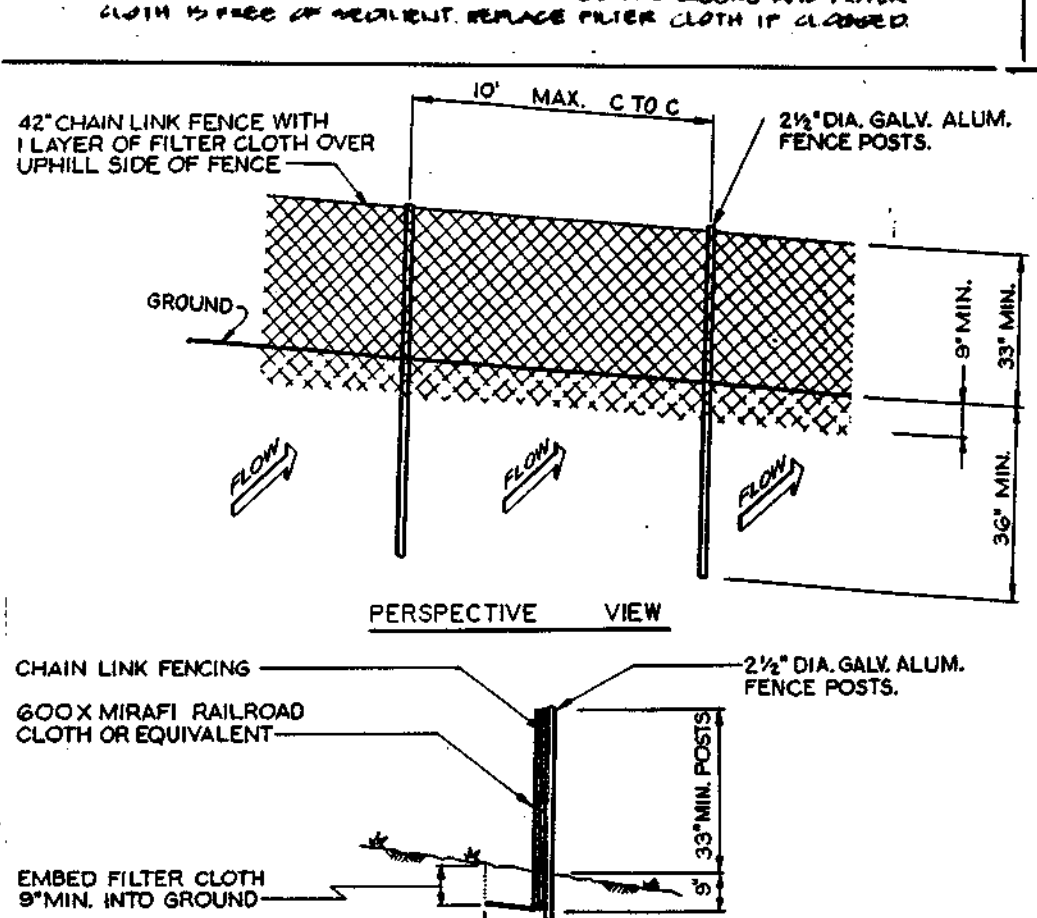 CLOTH IS FREE OF SEDIMENT. REPLACE FILTER CLOTH IF CLOGGED.
10' MAX. C TO C
42" CHAIN LINK FENCE WITH
1 LAYER OF FILTER CLOTH OVER
UPHILL SIDE OF FENCE
2½" DIA. GALV. ALUM.
FENCE POSTS.
GROUND
9" MIN.
33" MIN.
36" MIN.
FLOW
FLOW
FLOW
PERSPECTIVE VIEW
CHAIN LINK FENCING
600X MIRAFI RAILROAD
CLOTH OR EQUIVALENT
2½" DIA. GALV. ALUM.
FENCE POSTS.
33" MIN. POSTS
9"
EMBED FILTER CLOTH
9" MIN. INTO GROUND